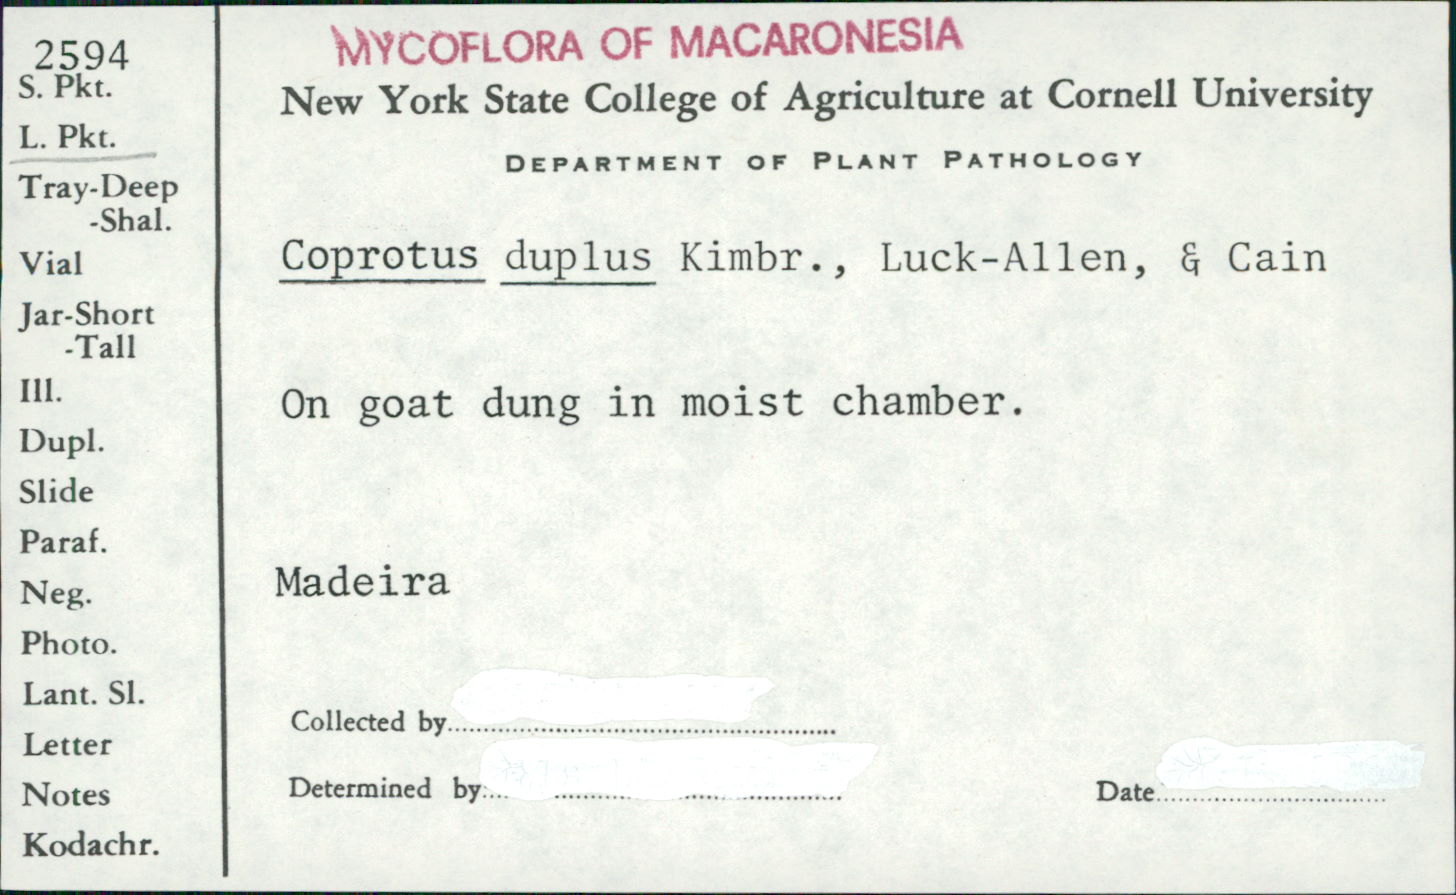 2594
S. Pkt.
L. Pkt.
Tray-Deep
-Shal.
Vial
Jar-Short
-Tall
Ill.
Dupl.
Slide
Paraf.
Neg.
Photo.
Lant. Sl.
Letter
Notes
Kodachr.
MYCOFLORA OF MACARONESIA
New York State College of Agriculture at Cornell University
DEPARTMENT OF PLANT PATHOLOGY
Coprotus duplus Kimbr., Luck-Allen, & Cain
On goat dung in moist chamber.
Madeira
Collected by
Determined by
Date